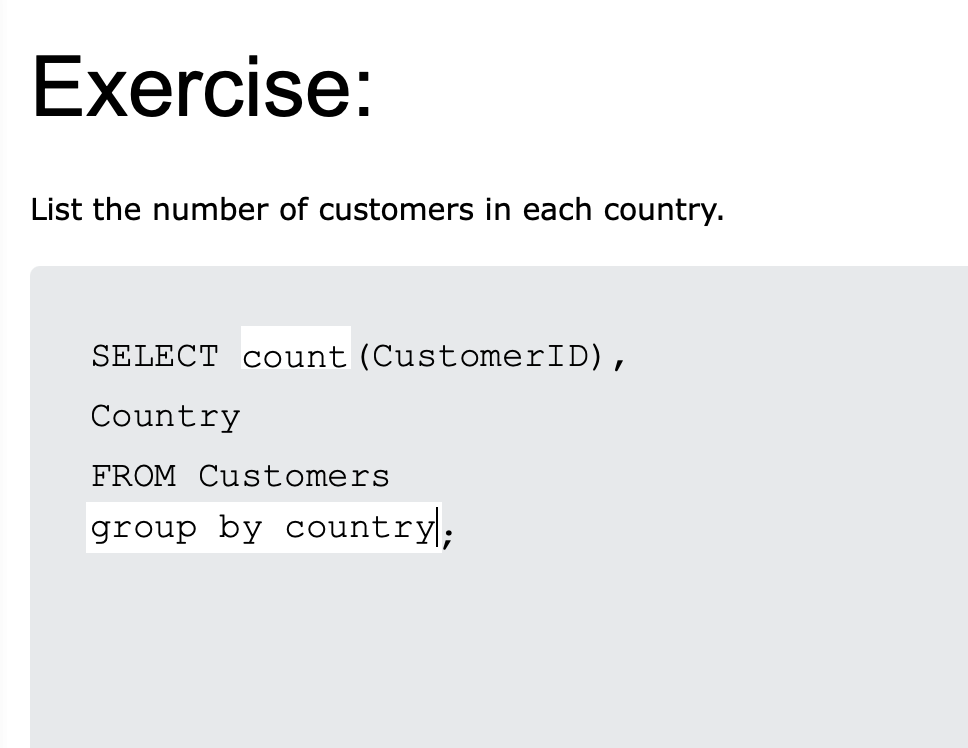 Exercise:
List the number of customers in each country.
SELECT count(CustomerID),
Country
FROM Customers
group by country;